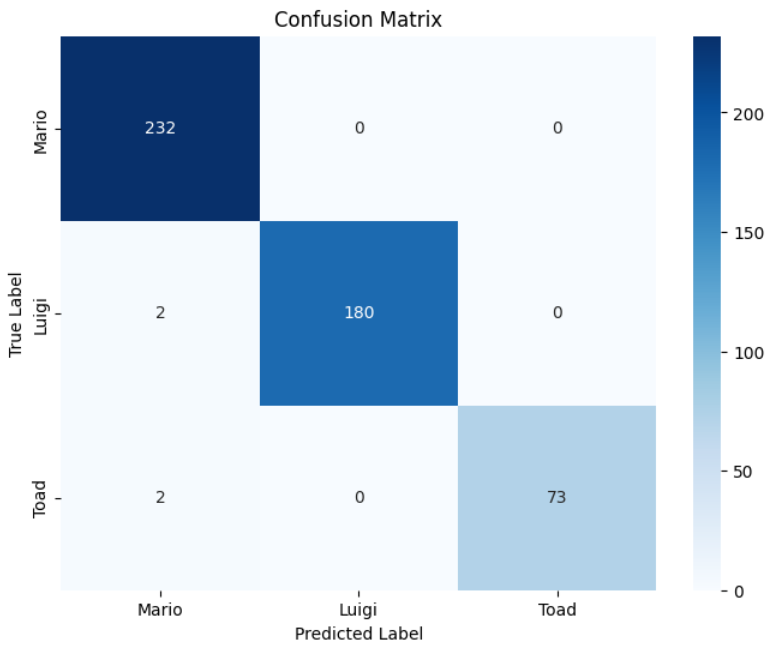 Confusion Matrix
Mario
232
0
0
Luigi
2
180
0
Toad
2
0
73
True Label
Mario
Luigi
Toad
Predicted Label
200
150
100
50
0